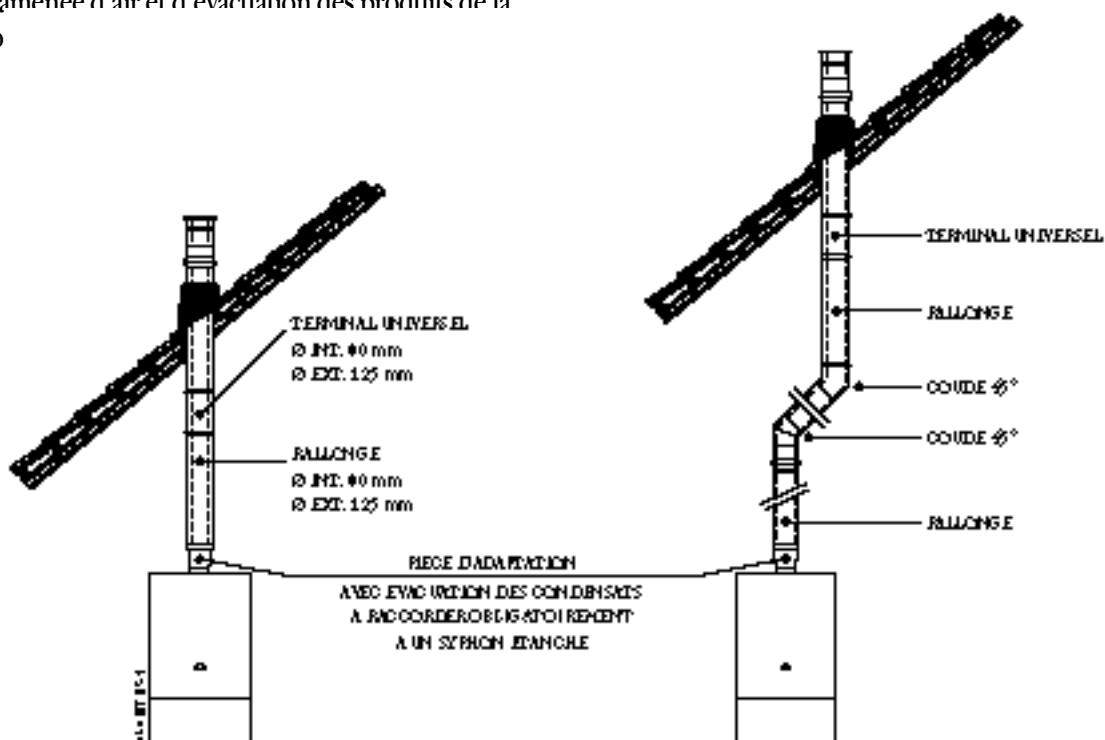 amenée d'air et d'évacuation des produits de la
TERMINAL UNIVERSEL
Ø INT: 80 mm
Ø EXT: 125 mm
RALLONGE
Ø INT: 80 mm
Ø EXT: 125 mm
TERMINAL UNIVERSEL
RALLONGE
COUDE 45°
COUDE 45°
RALLONGE
PIECE D'ADAPTATION
AVEC EVACUATION DES CONDENSATS
A RACCORDER OBLIGATOIREMENT
A UN SYPHON ETANCHE